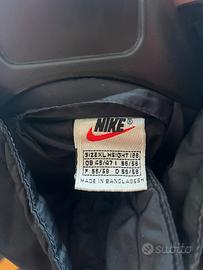 NIKE
SIZE XL HEIGHT 188
GB 45/47 I 56/58
F 56/58 D 56/58
MADE IN BANGLADESH
Subito